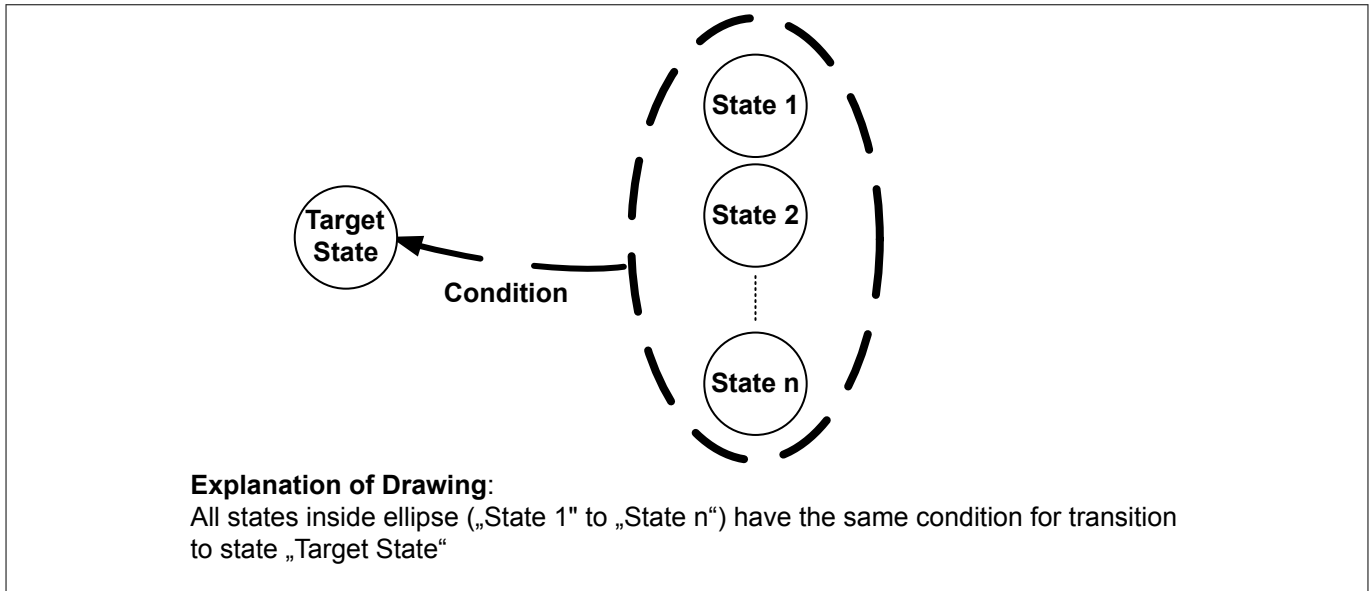 State 1
State 2
Target
State
Condition
State n
Explanation of Drawing:
All states inside ellipse („State 1" to „State n“) have the same condition for transition
to state „Target State“